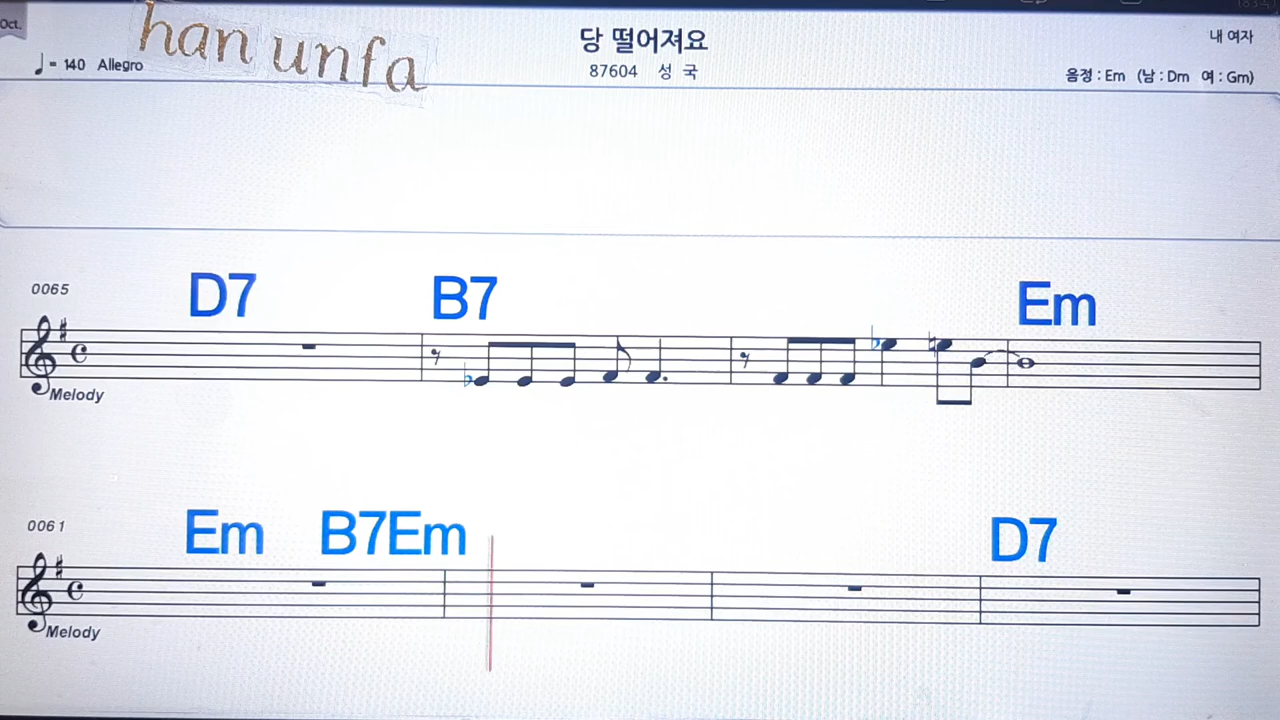 Oct.
han unfa
당 떨어져요
내 여자
♩= 140 Allegro
87604 성 국
음정 : Em (남 : Dm 여 : Gm)
0065
D7 B7 Em
Melody
0061
Em B7Em D7
Melody